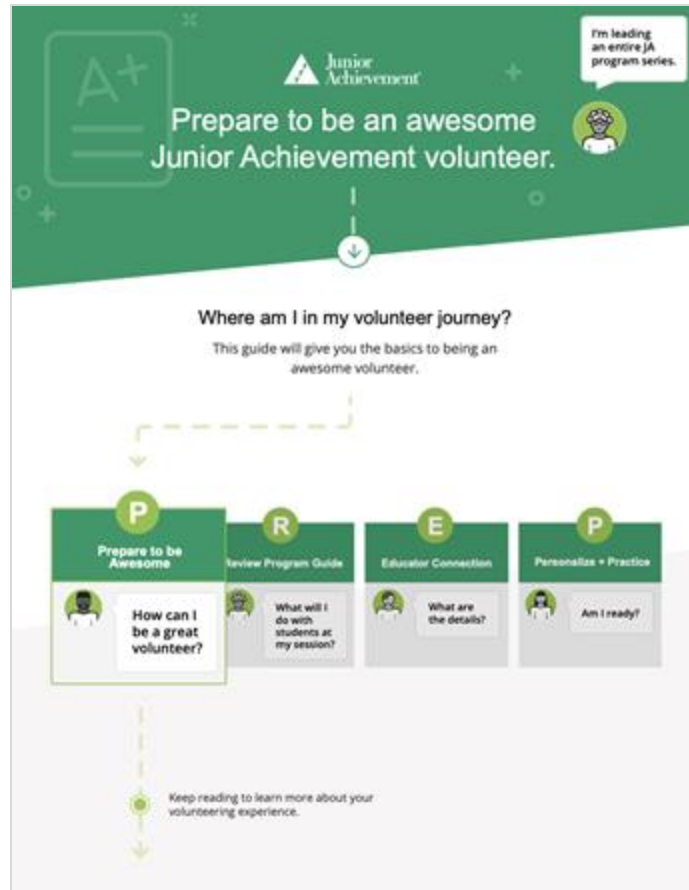 I'm leading
an entire JA
program series.
A+
Junior
Achievement
Prepare to be an awesome
Junior Achievement volunteer.
Where am I in my volunteer journey?
This guide will give you the basics to being an
awesome volunteer.
P
Prepare to be
Awesome
How can I
be a great
volunteer?
R
Review Program Guide
What will I
do with
students at
my session?
E
Educator Connection
What are
the details?
P
Personalize + Practice
Am I ready?
Keep reading to learn more about your
volunteering experience.